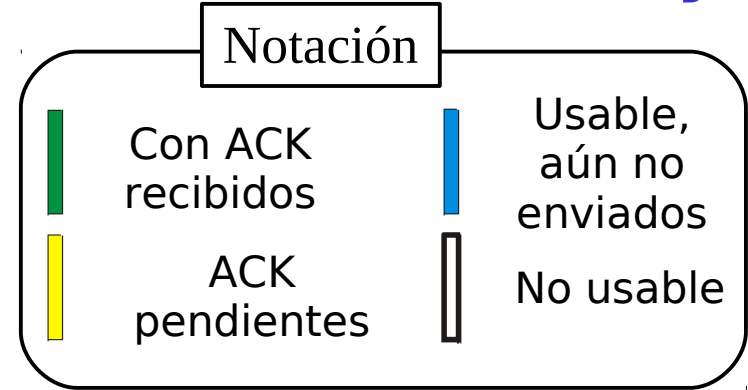 Notación
Con ACK
recibidos
Usable,
aún no
enviados
ACK
pendientes
No usable